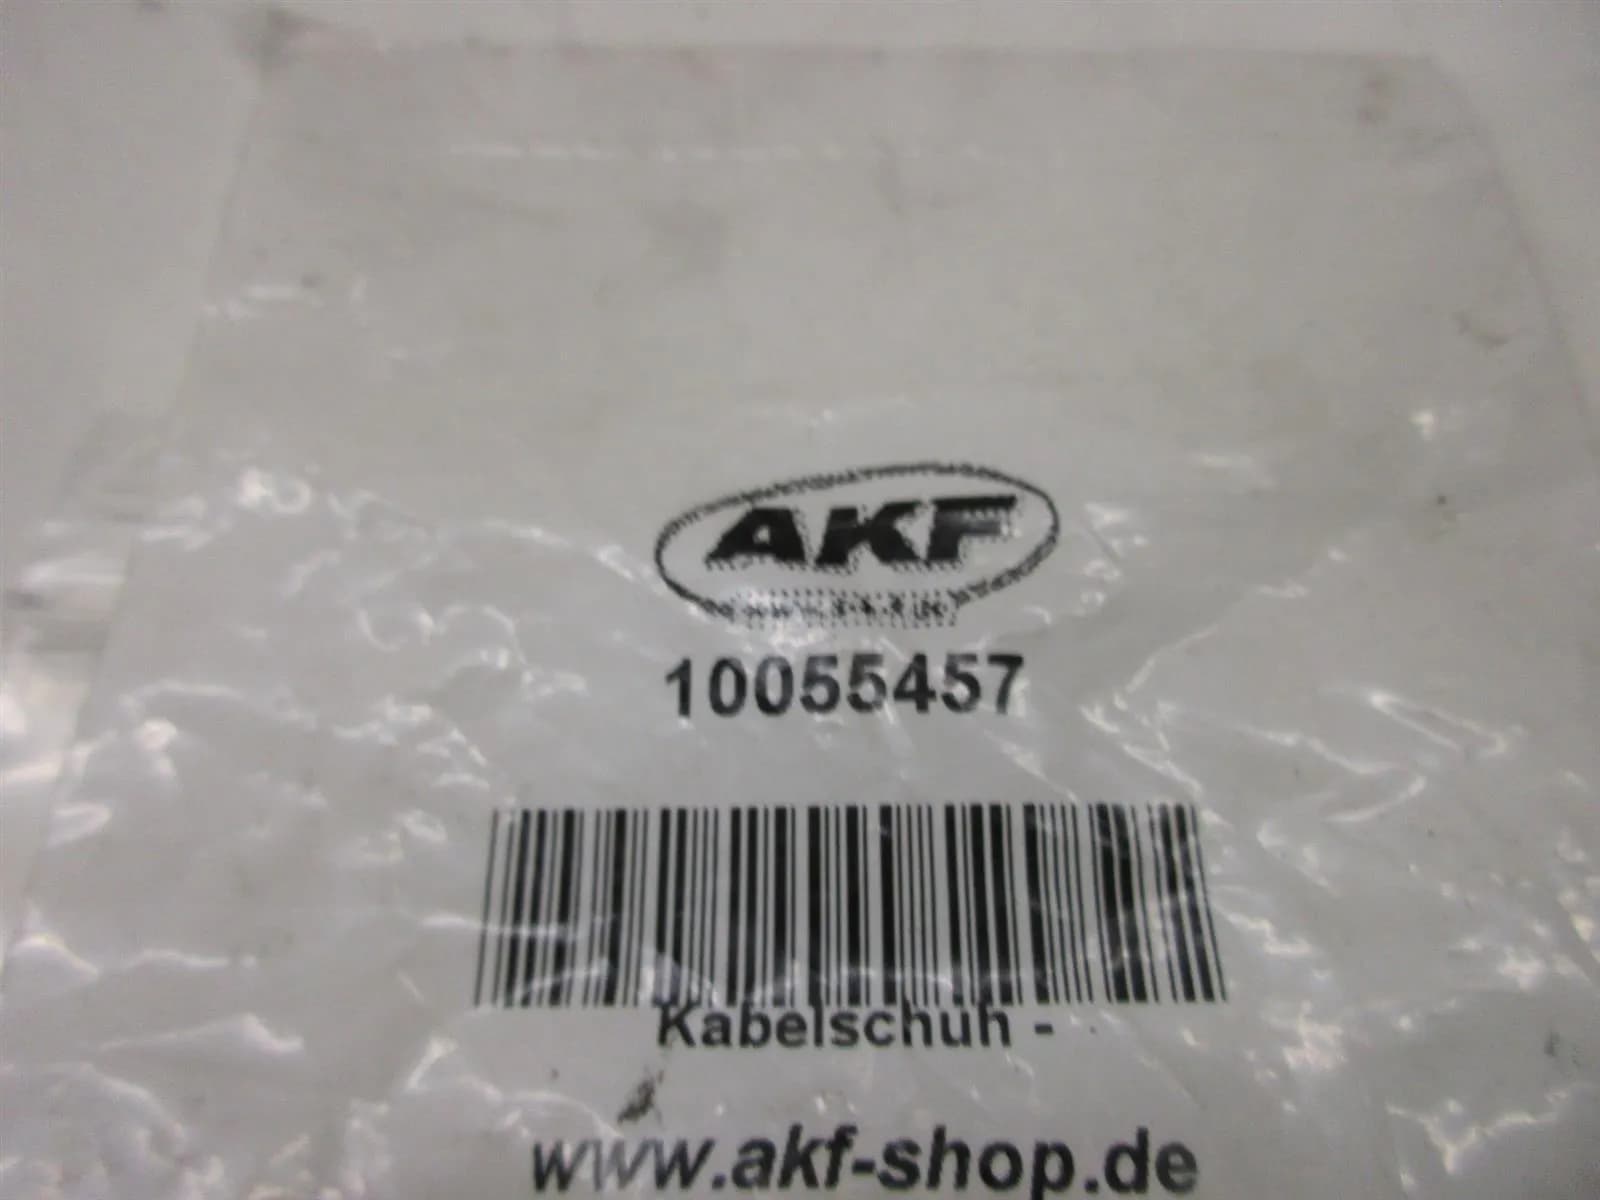 AKF
10055457
Kabelschuh -
www.akf-shop.de